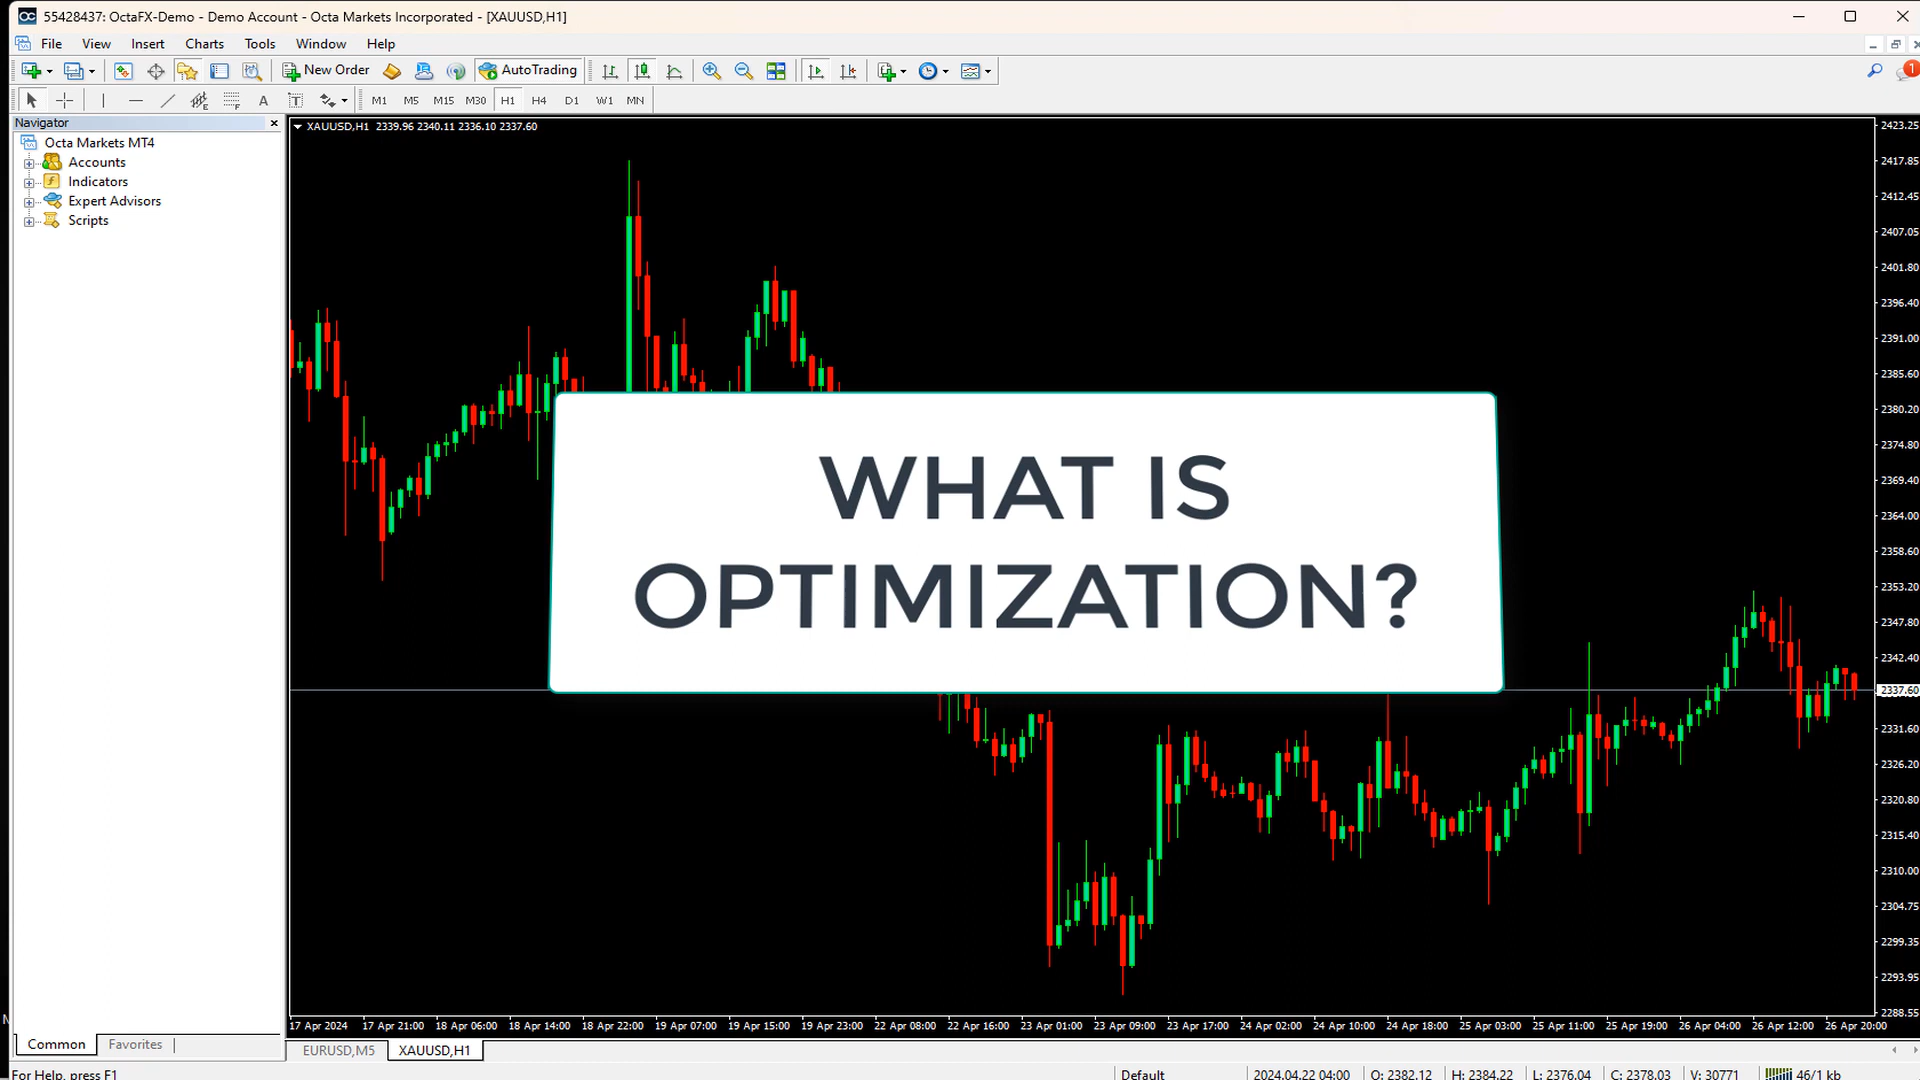 55428437: OctaFX-Demo - Demo Account - Octa Markets Incorporated - [XAUUSD,H1]
File View Insert Charts Tools Window Help
New Order AutoTrading 1
A T M1 M5 M15 M30 H1 H4 D1 W1 MN
Navigator
Octa Markets MT4
Accounts
Indicators
Expert Advisors
Scripts
XAUUSD,H1 2339.96 2340.11 2336.10 2337.60
WHAT IS
OPTIMIZATION?
2423.25
2417.85
2412.45
2407.05
2401.80
2396.40
2391.00
2385.60
2380.20
2374.80
2369.40
2364.00
2358.60
2353.20
2347.80
2342.40
2337.60
2331.60
2326.20
2320.80
2315.40
2310.00
2304.75
2299.35
2293.95
2288.55
17 Apr 2024 17 Apr 21:00 18 Apr 06:00 18 Apr 14:00 18 Apr 22:00 19 Apr 07:00 19 Apr 15:00 19 Apr 23:00 22 Apr 08:00 22 Apr 16:00 23 Apr 01:00 23 Apr 09:00 23 Apr 17:00 24 Apr 02:00 24 Apr 10:00 24 Apr 18:00 25 Apr 03:00 25 Apr 11:00 25 Apr 19:00 26 Apr 04:00 26 Apr 12:00 26 Apr 20:00
Common Favorites
EURUSD,M5 XAUUSD,H1
For Help, press F1 Default 2024.04.22 04:00 O: 2382.12 H: 2384.22 L: 2376.04 C: 2378.03 V: 30771 46/1 kb